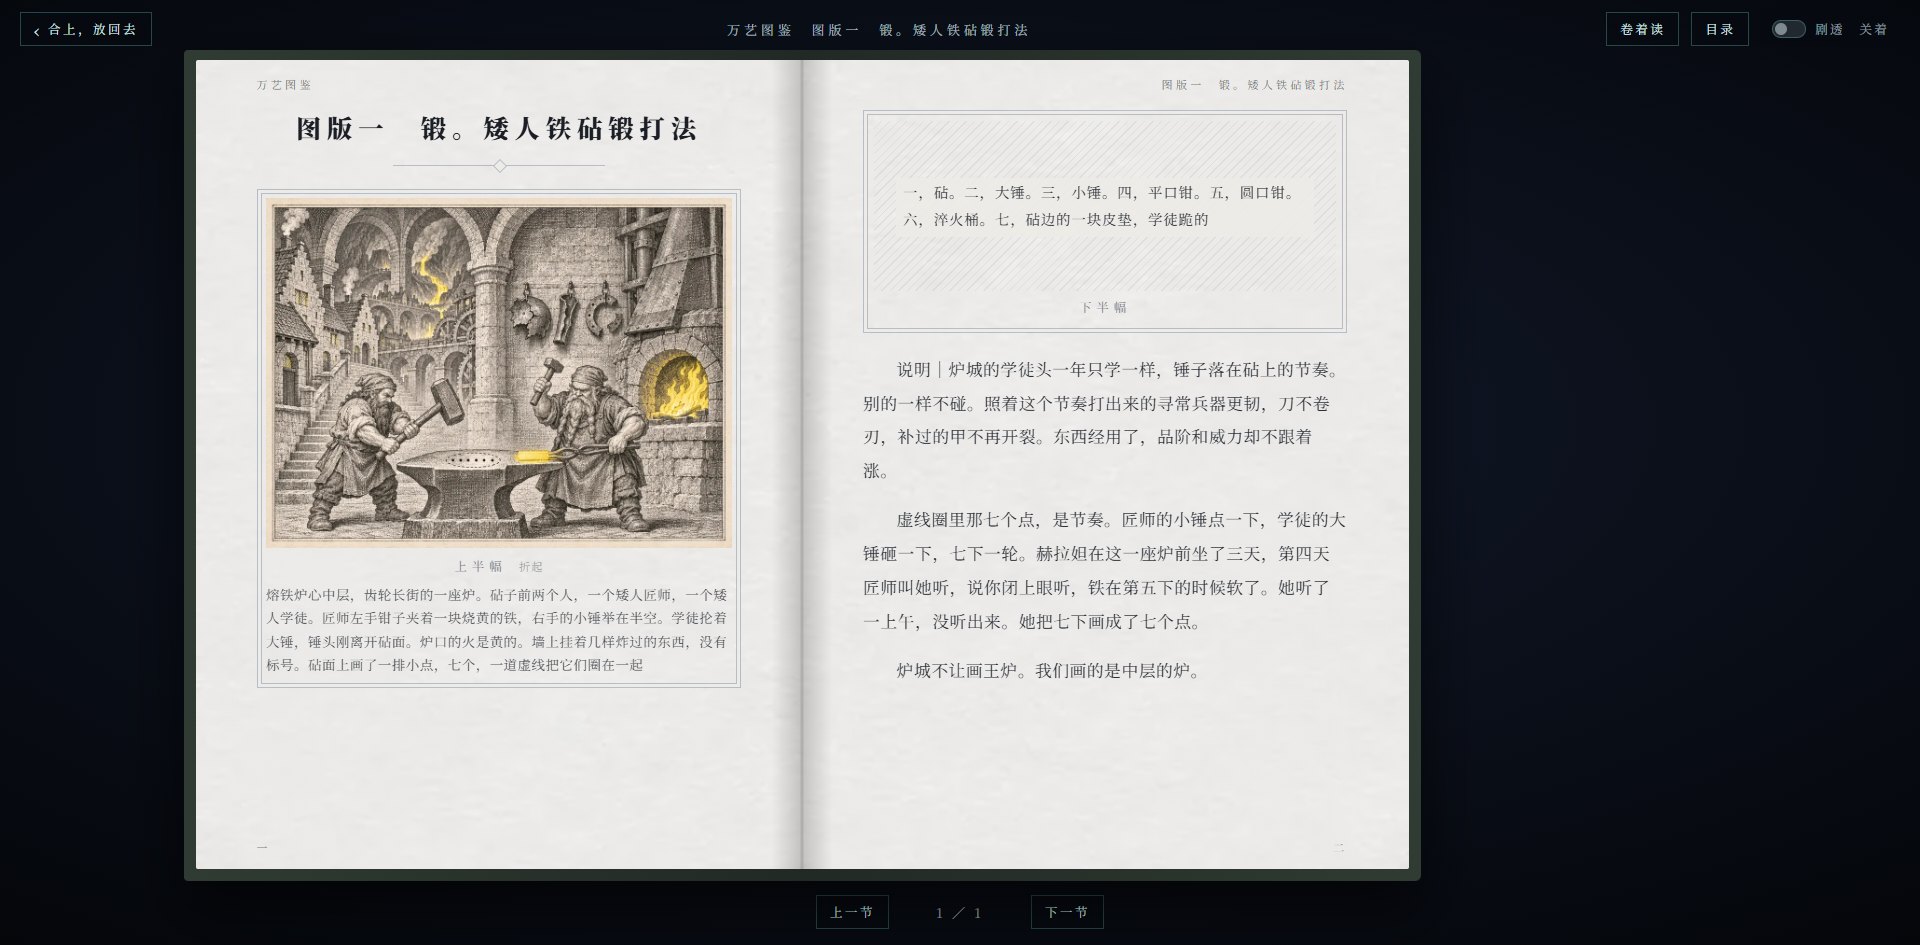 ‹ 合上，放回去
万艺图鉴　图版一　锻。矮人铁砧锻打法
卷着读
目录
剧透　关着
万艺图鉴
图版一　锻。矮人铁砧锻打法
上半幅　折起
熔铁炉心中层，齿轮长街的一座炉。砧子前两个人，一个矮人匠师，一个矮
人学徒。匠师左手钳子夹着一块烧黄的铁，右手的小锤举在半空。学徒抡着
大锤，锤头刚离开砧面。炉口的火是黄的。墙上挂着几样炸过的东西，没有
标号。砧面上画了一排小点，七个，一道虚线把它们圈在一起
一
图版一　锻。矮人铁砧锻打法
一，砧。二，大锤。三，小锤。四，平口钳。五，圆口钳。
六，淬火桶。七，砧边的一块皮垫，学徒跪的
下半幅
说明｜炉城的学徒头一年只学一样，锤子落在砧上的节奏。
别的一样不碰。照着这个节奏打出来的寻常兵器更韧，刀不卷
刃，补过的甲不再开裂。东西经用了，品阶和威力却不跟着
涨。
虚线圈里那七个点，是节奏。匠师的小锤点一下，学徒的大
锤砸一下，七下一轮。赫拉妲在这一座炉前坐了三天，第四天
匠师叫她听，说你闭上眼听，铁在第五下的时候软了。她听了
一上午，没听出来。她把七下画成了七个点。
炉城不让画王炉。我们画的是中层的炉。
二
上一节
1 ／ 1
下一节